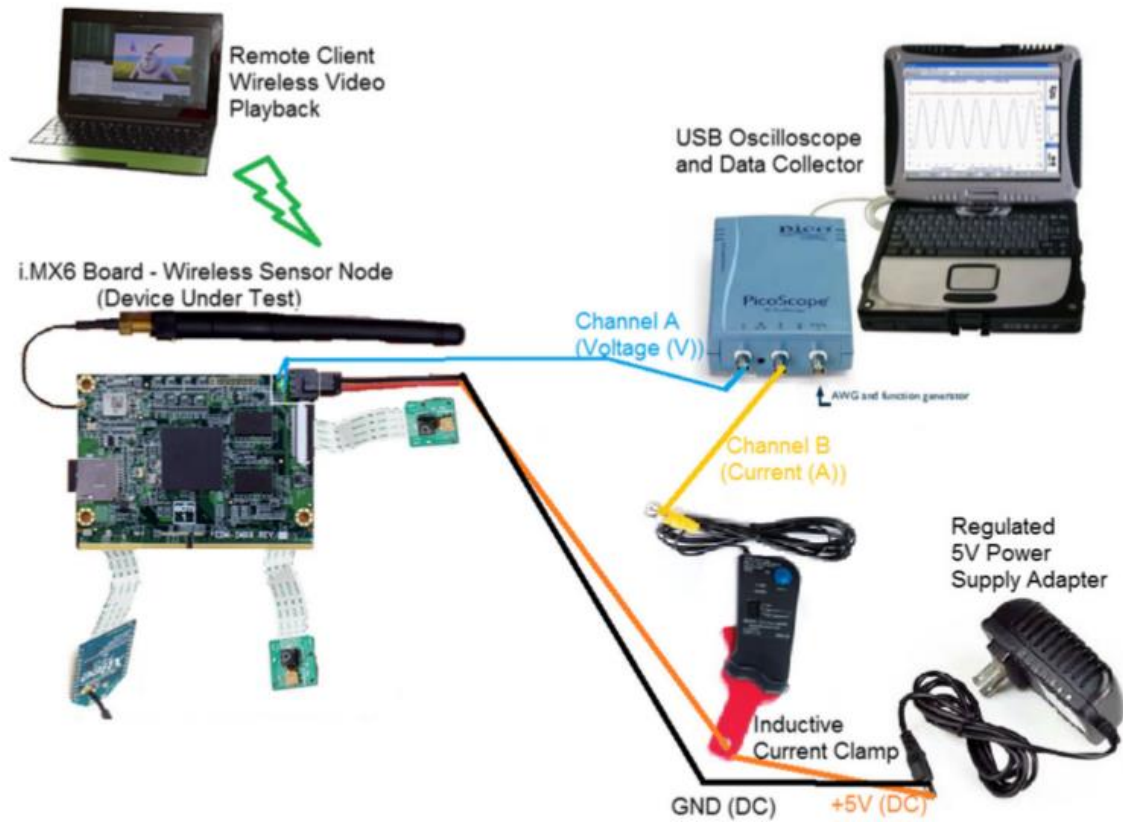 Remote Client
Wireless Video
Playback
USB Oscilloscope
and Data Collector
i.MX6 Board - Wireless Sensor Node
(Device Under Test)
pico
PicoScope
Channel A
(Voltage (V))
AWG and function generator
Channel B
(Current (A))
Regulated
5V Power
Supply Adapter
Inductive
Current Clamp
GND (DC)
+5V (DC)